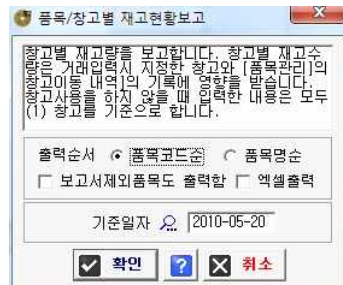 품목/창고별 재고현황보고
창고별 재고량을 보고합니다. 창고별 재고수
량은 거래입력시 지정한 창고와 [품목관리]의
창고이동 내역]의 기록에 영향을 받습니다.
창고사용을 하지 않을 때 입력한 내용은 모두
(1) 창고를 기준으로 합니다.
출력순서 품목코드순 품목명순
보고서제외품목도 출력함 엑셀출력
기준일자 2010-05-20
확인 ? 취소